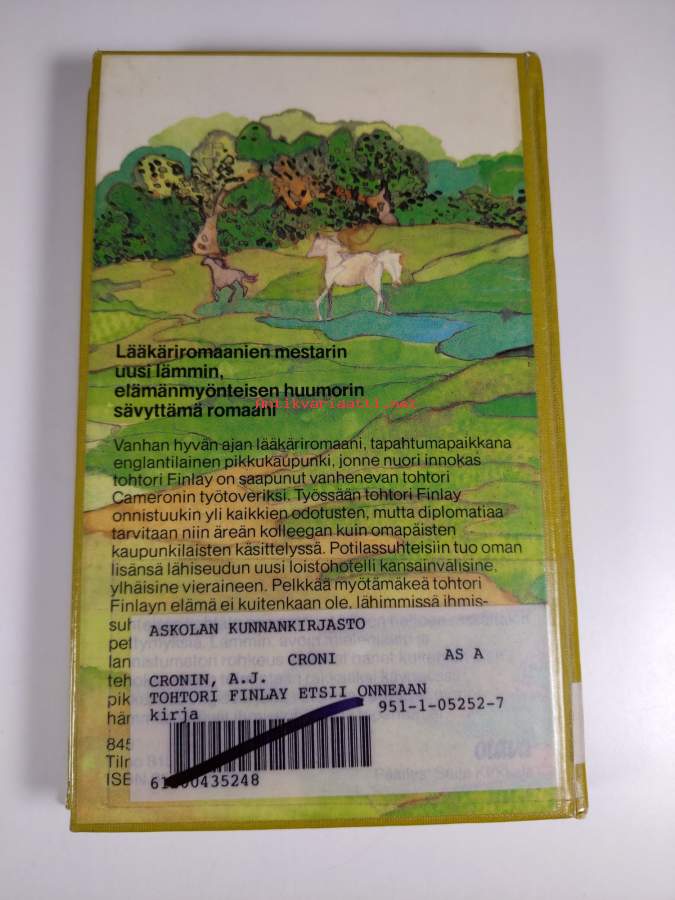 Lääkäriromaanien mestarin
uusi lämmin,
elämänmyönteisen huumorin
sävyttämä romaani
Antikvariaatti.net
Vanhan hyvän ajan lääkäriromaani, tapahtumapaikkana
englantilainen pikkukaupunki, jonne nuori innokas
tohtori Finlay on saapunut vanhenevan tohtori
Cameronin työtoveriksi. Työssään tohtori Finlay
onnistuukin yli kaikkien odotusten, mutta diplomatiaa
tarvitaan niin äreän kolleegan kuin omapäisten
kaupunkilaisten käsittelyssä. Potilassuhteisiin tuo oman
lisänsä lähiseudun uusi loistohotelli kansainvälisine,
ylhäisine vieraineen. Pelkkää myötämäkeä tohtori
Finlayn elämä ei kuitenkaan ole, lähimmissä ihmis-
ASKOLAN KUNNANKIRJASTO
CRONI AS A
CRONIN, A.J.
TOHTORI FINLAY ETSII ONNEAAN
kirja 951-1-05252-7
845
ISBN